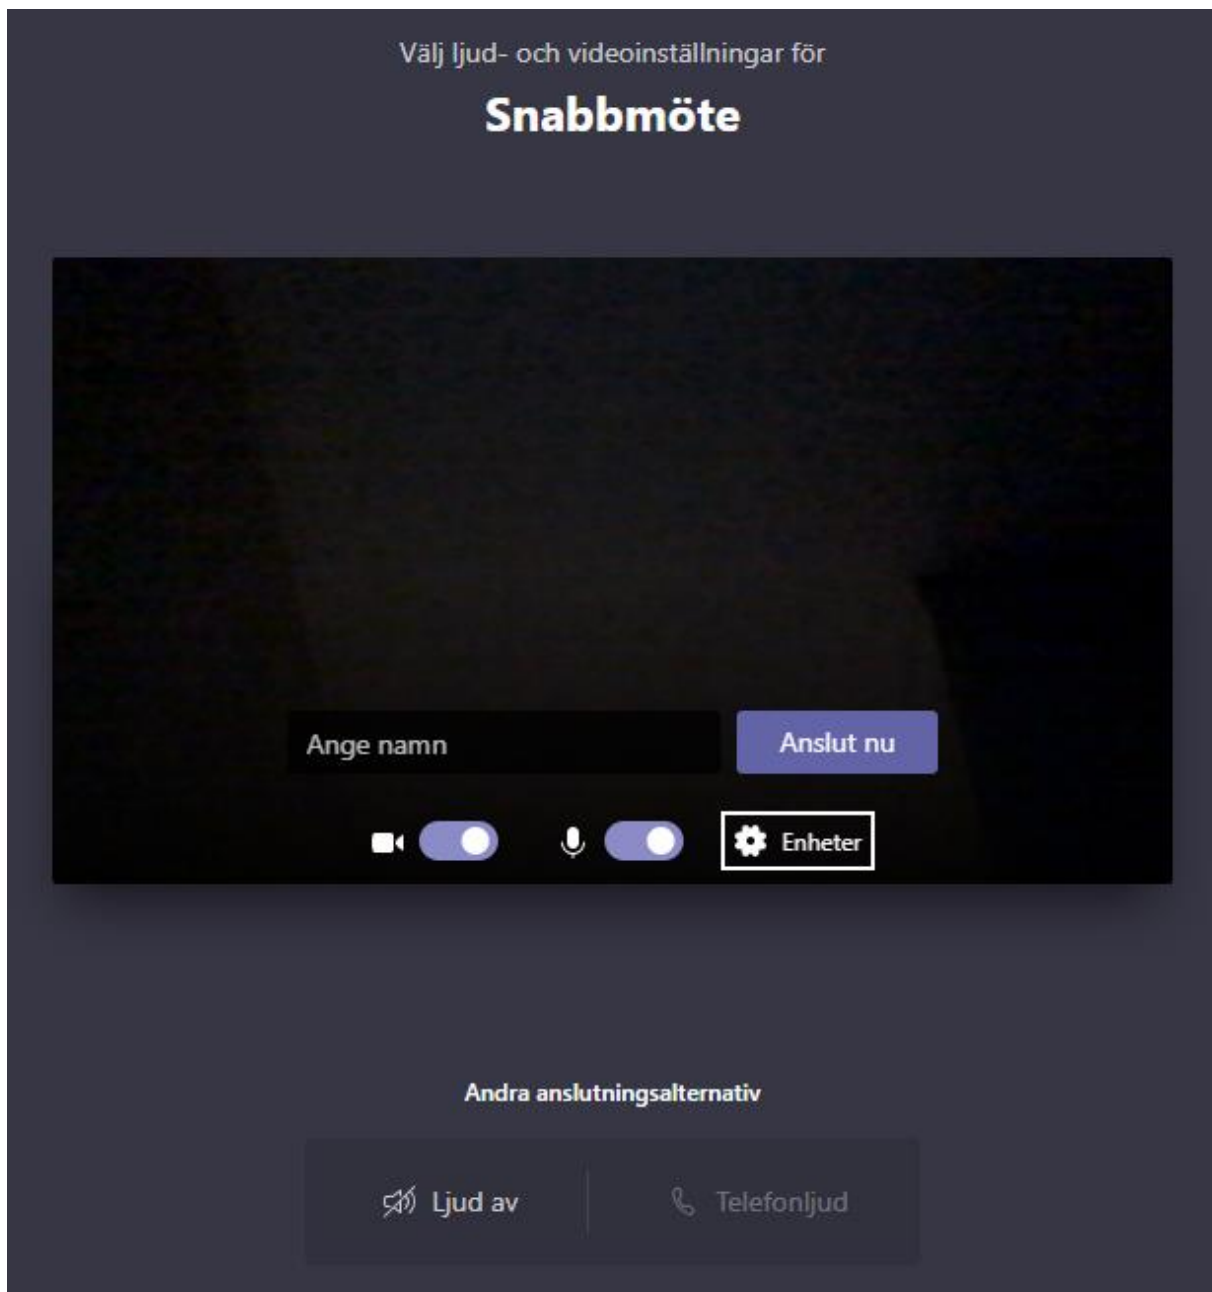 Välj ljud- och videoinställningar för
Snabbmöte
Ange namn
Anslut nu
Enheter
Andra anslutningsalternativ
Ljud av
Telefonljud